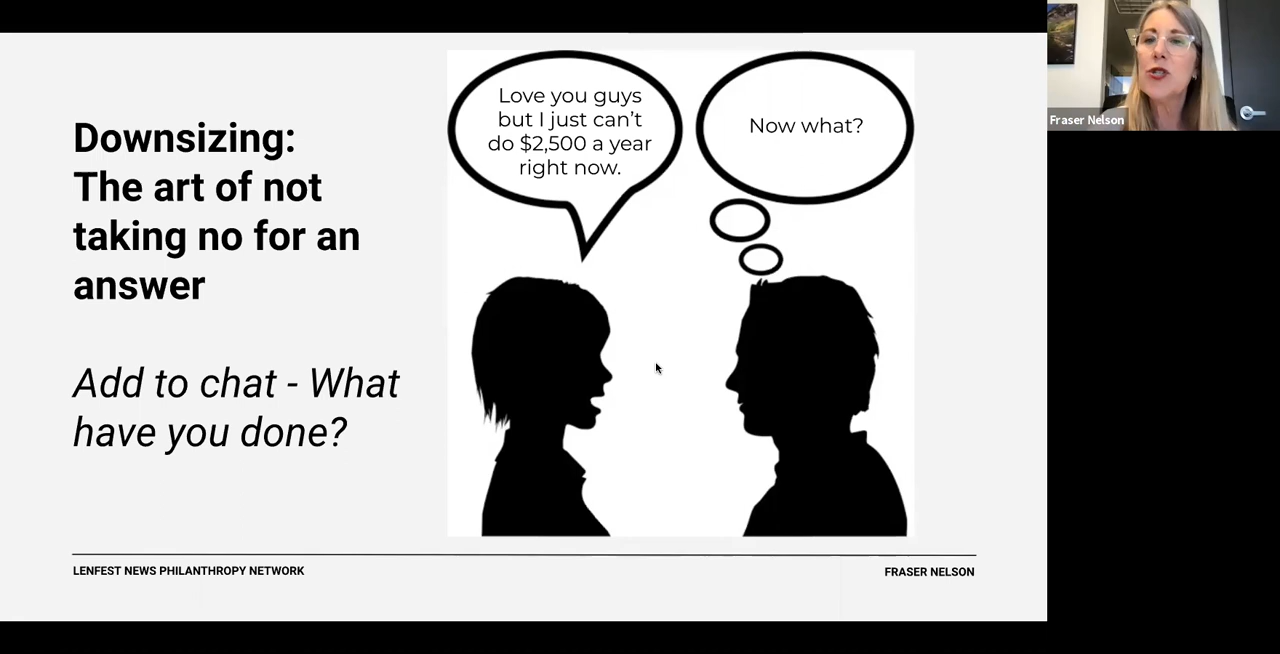 Downsizing:
The art of not
taking no for an
answer
Add to chat - What
have you done?
Love you guys
but I just can’t
do $2,500 a year
right now.
Now what?
LENFEST NEWS PHILANTHROPY NETWORK
FRASER NELSON
Fraser Nelson